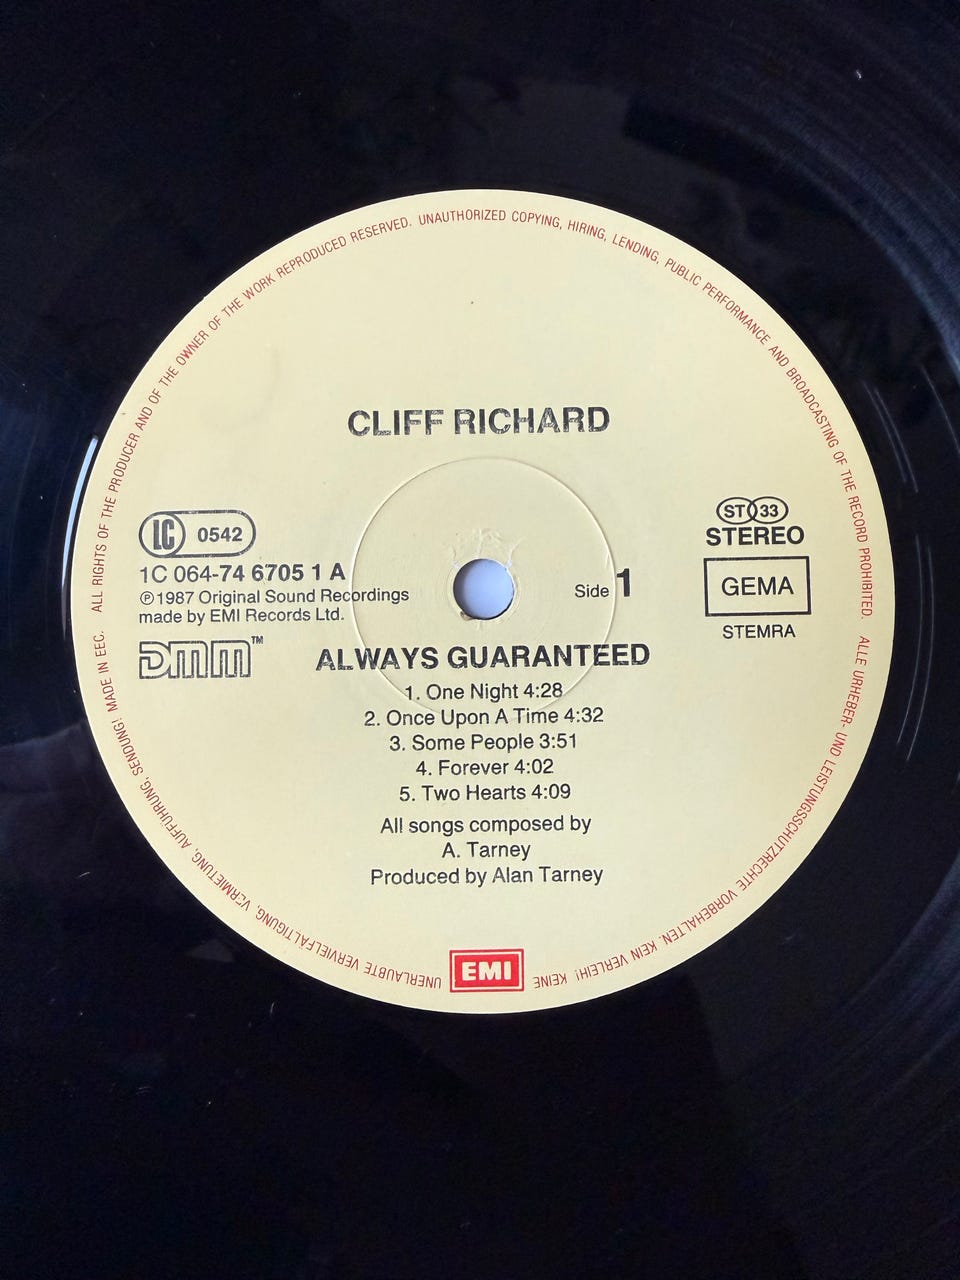 ALL RIGHTS OF THE PRODUCER AND OF THE OWNER OF THE WORK REPRODUCED RESERVED. UNAUTHORIZED COPYING, HIRING, LENDING, PUBLIC PERFORMANCE AND BROADCASTING OF THE RECORD PROHIBITED. ALLE URHEBER- UND LEISTUNGSSCHUTZRECHTE VORBEHALTEN. KEIN VERLEIH! KEINE UNERLAUBTE VERVIELFÄLTIGUNG, VERMIETUNG, AUFFÜHRUNG, SENDUNG! MADE IN EEC.
CLIFF RICHARD
LC 0542
1C 064-74 6705 1 A
℗ 1987 Original Sound Recordings
made by EMI Records Ltd.
DMM™
Side 1
ST 33
STEREO
GEMA
STEMRA
ALWAYS GUARANTEED
1. One Night 4:28
2. Once Upon A Time 4:32
3. Some People 3:51
4. Forever 4:02
5. Two Hearts 4:09
All songs composed by
A. Tarney
Produced by Alan Tarney
EMI